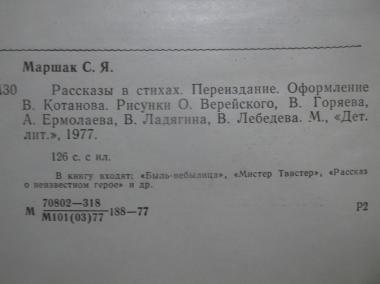 Маршак С. Я.
М30 Рассказы в стихах. Переиздание. Оформление
В. Котанова. Рисунки О. Верейского, В. Горяева,
А. Ермолаева, В. Ладягина, В. Лебедева. М., «Дет.
лит.», 1977.
126 с. с ил.
В книгу входят: «Быль-небылица», «Мистер Твистер», «Рассказ
о неизвестном герое» и др.
М 70802—318
М101(03)77 188—77
Р2